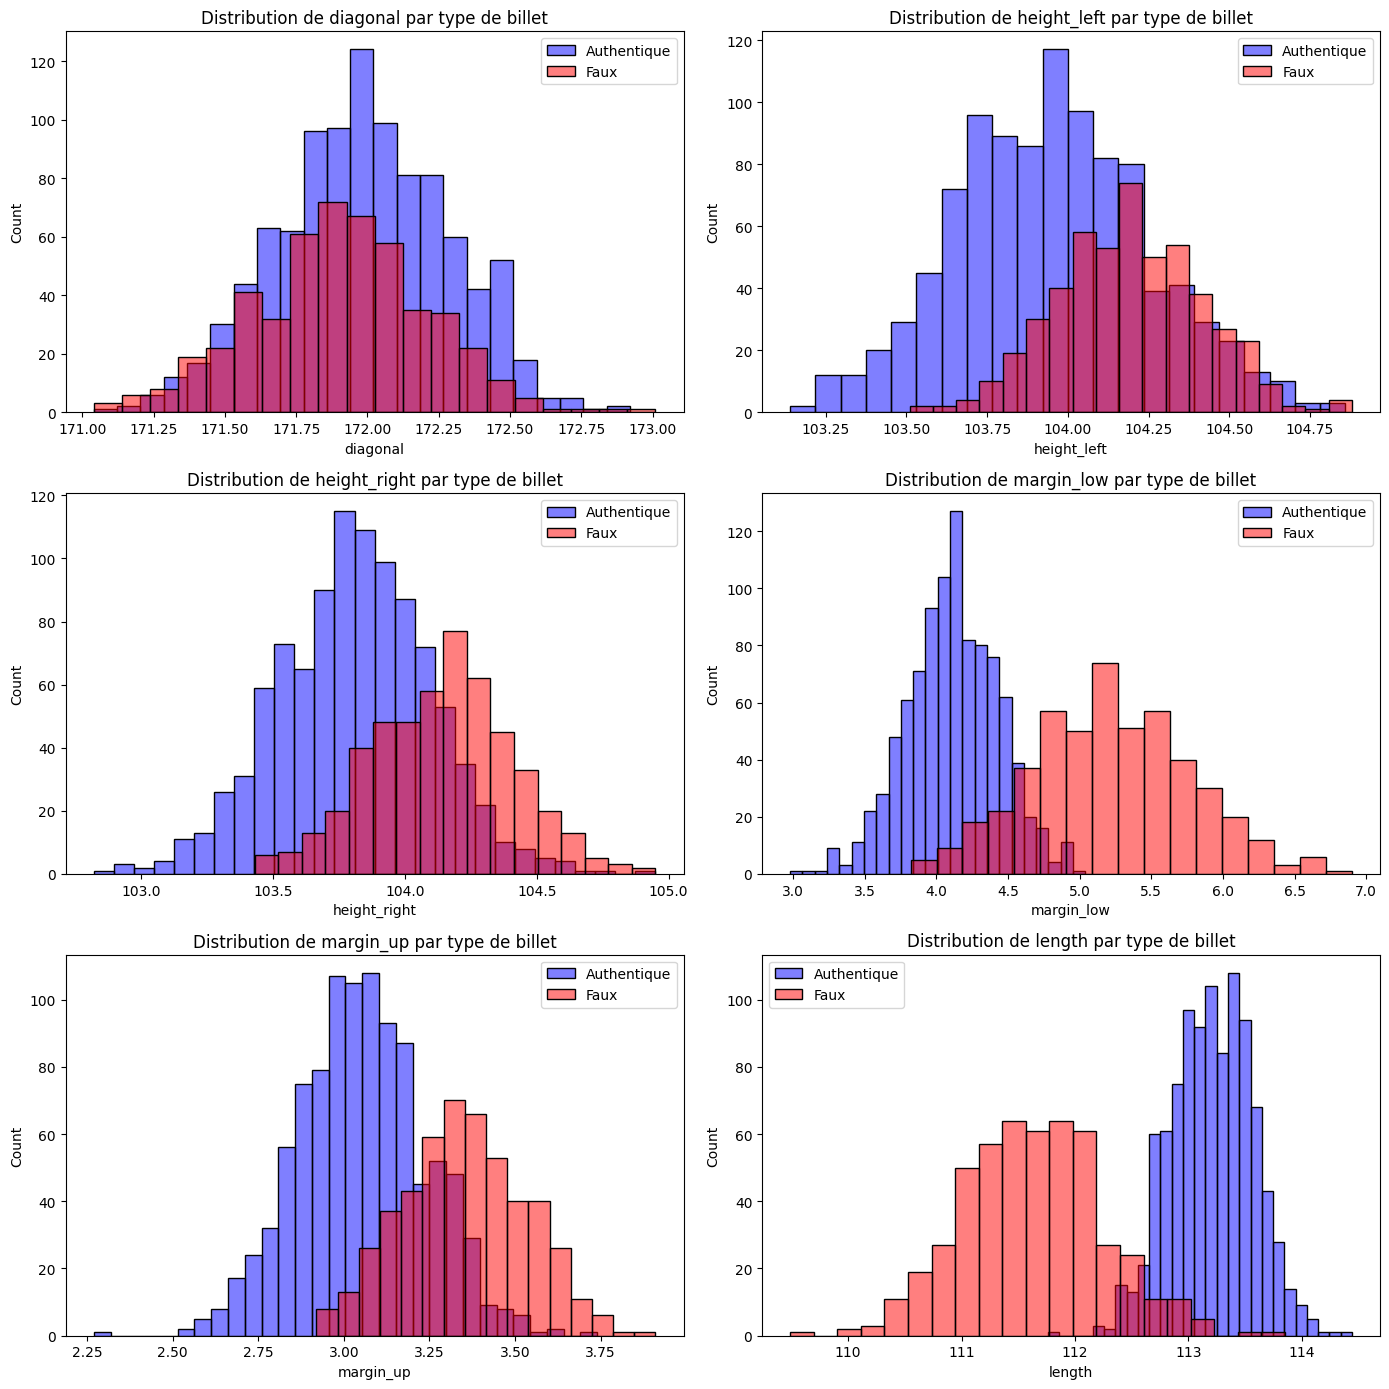 Distribution de diagonal par type de billet
Authentique
Faux
Count
120
100
80
60
40
20
0
171.00 171.25 171.50 171.75 172.00 172.25 172.50 172.75 173.00
diagonal
Distribution de height_left par type de billet
Authentique
Faux
Count
120
100
80
60
40
20
0
103.25 103.50 103.75 104.00 104.25 104.50 104.75
height_left
Distribution de height_right par type de billet
Authentique
Faux
Count
120
100
80
60
40
20
0
103.0 103.5 104.0 104.5 105.0
height_right
Distribution de margin_low par type de billet
Authentique
Faux
Count
120
100
80
60
40
20
0
3.0 3.5 4.0 4.5 5.0 5.5 6.0 6.5 7.0
margin_low
Distribution de margin_up par type de billet
Authentique
Faux
Count
100
80
60
40
20
0
2.25 2.50 2.75 3.00 3.25 3.50 3.75
margin_up
Distribution de length par type de billet
Authentique
Faux
Count
100
80
60
40
20
0
110 111 112 113 114
length